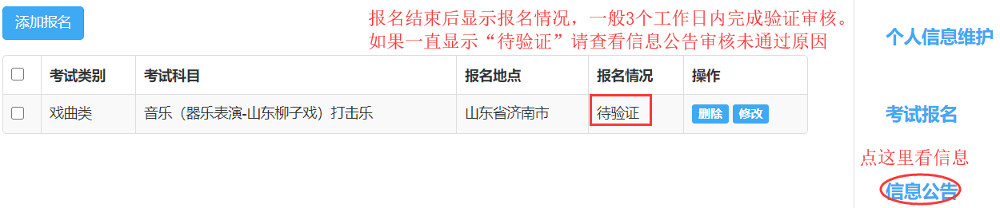 添加报名
报名结束后显示报名情况，一般3个工作日内完成验证审核。
如果一直显示“待验证”请查看信息公告审核未通过原因
考试类别 考试科目 报名地点 报名情况 操作
戏曲类 音乐（器乐表演-山东柳子戏）打击乐 山东省济南市 待验证 删除 修改
个人信息维护
考试报名
点这里看信息
信息公告